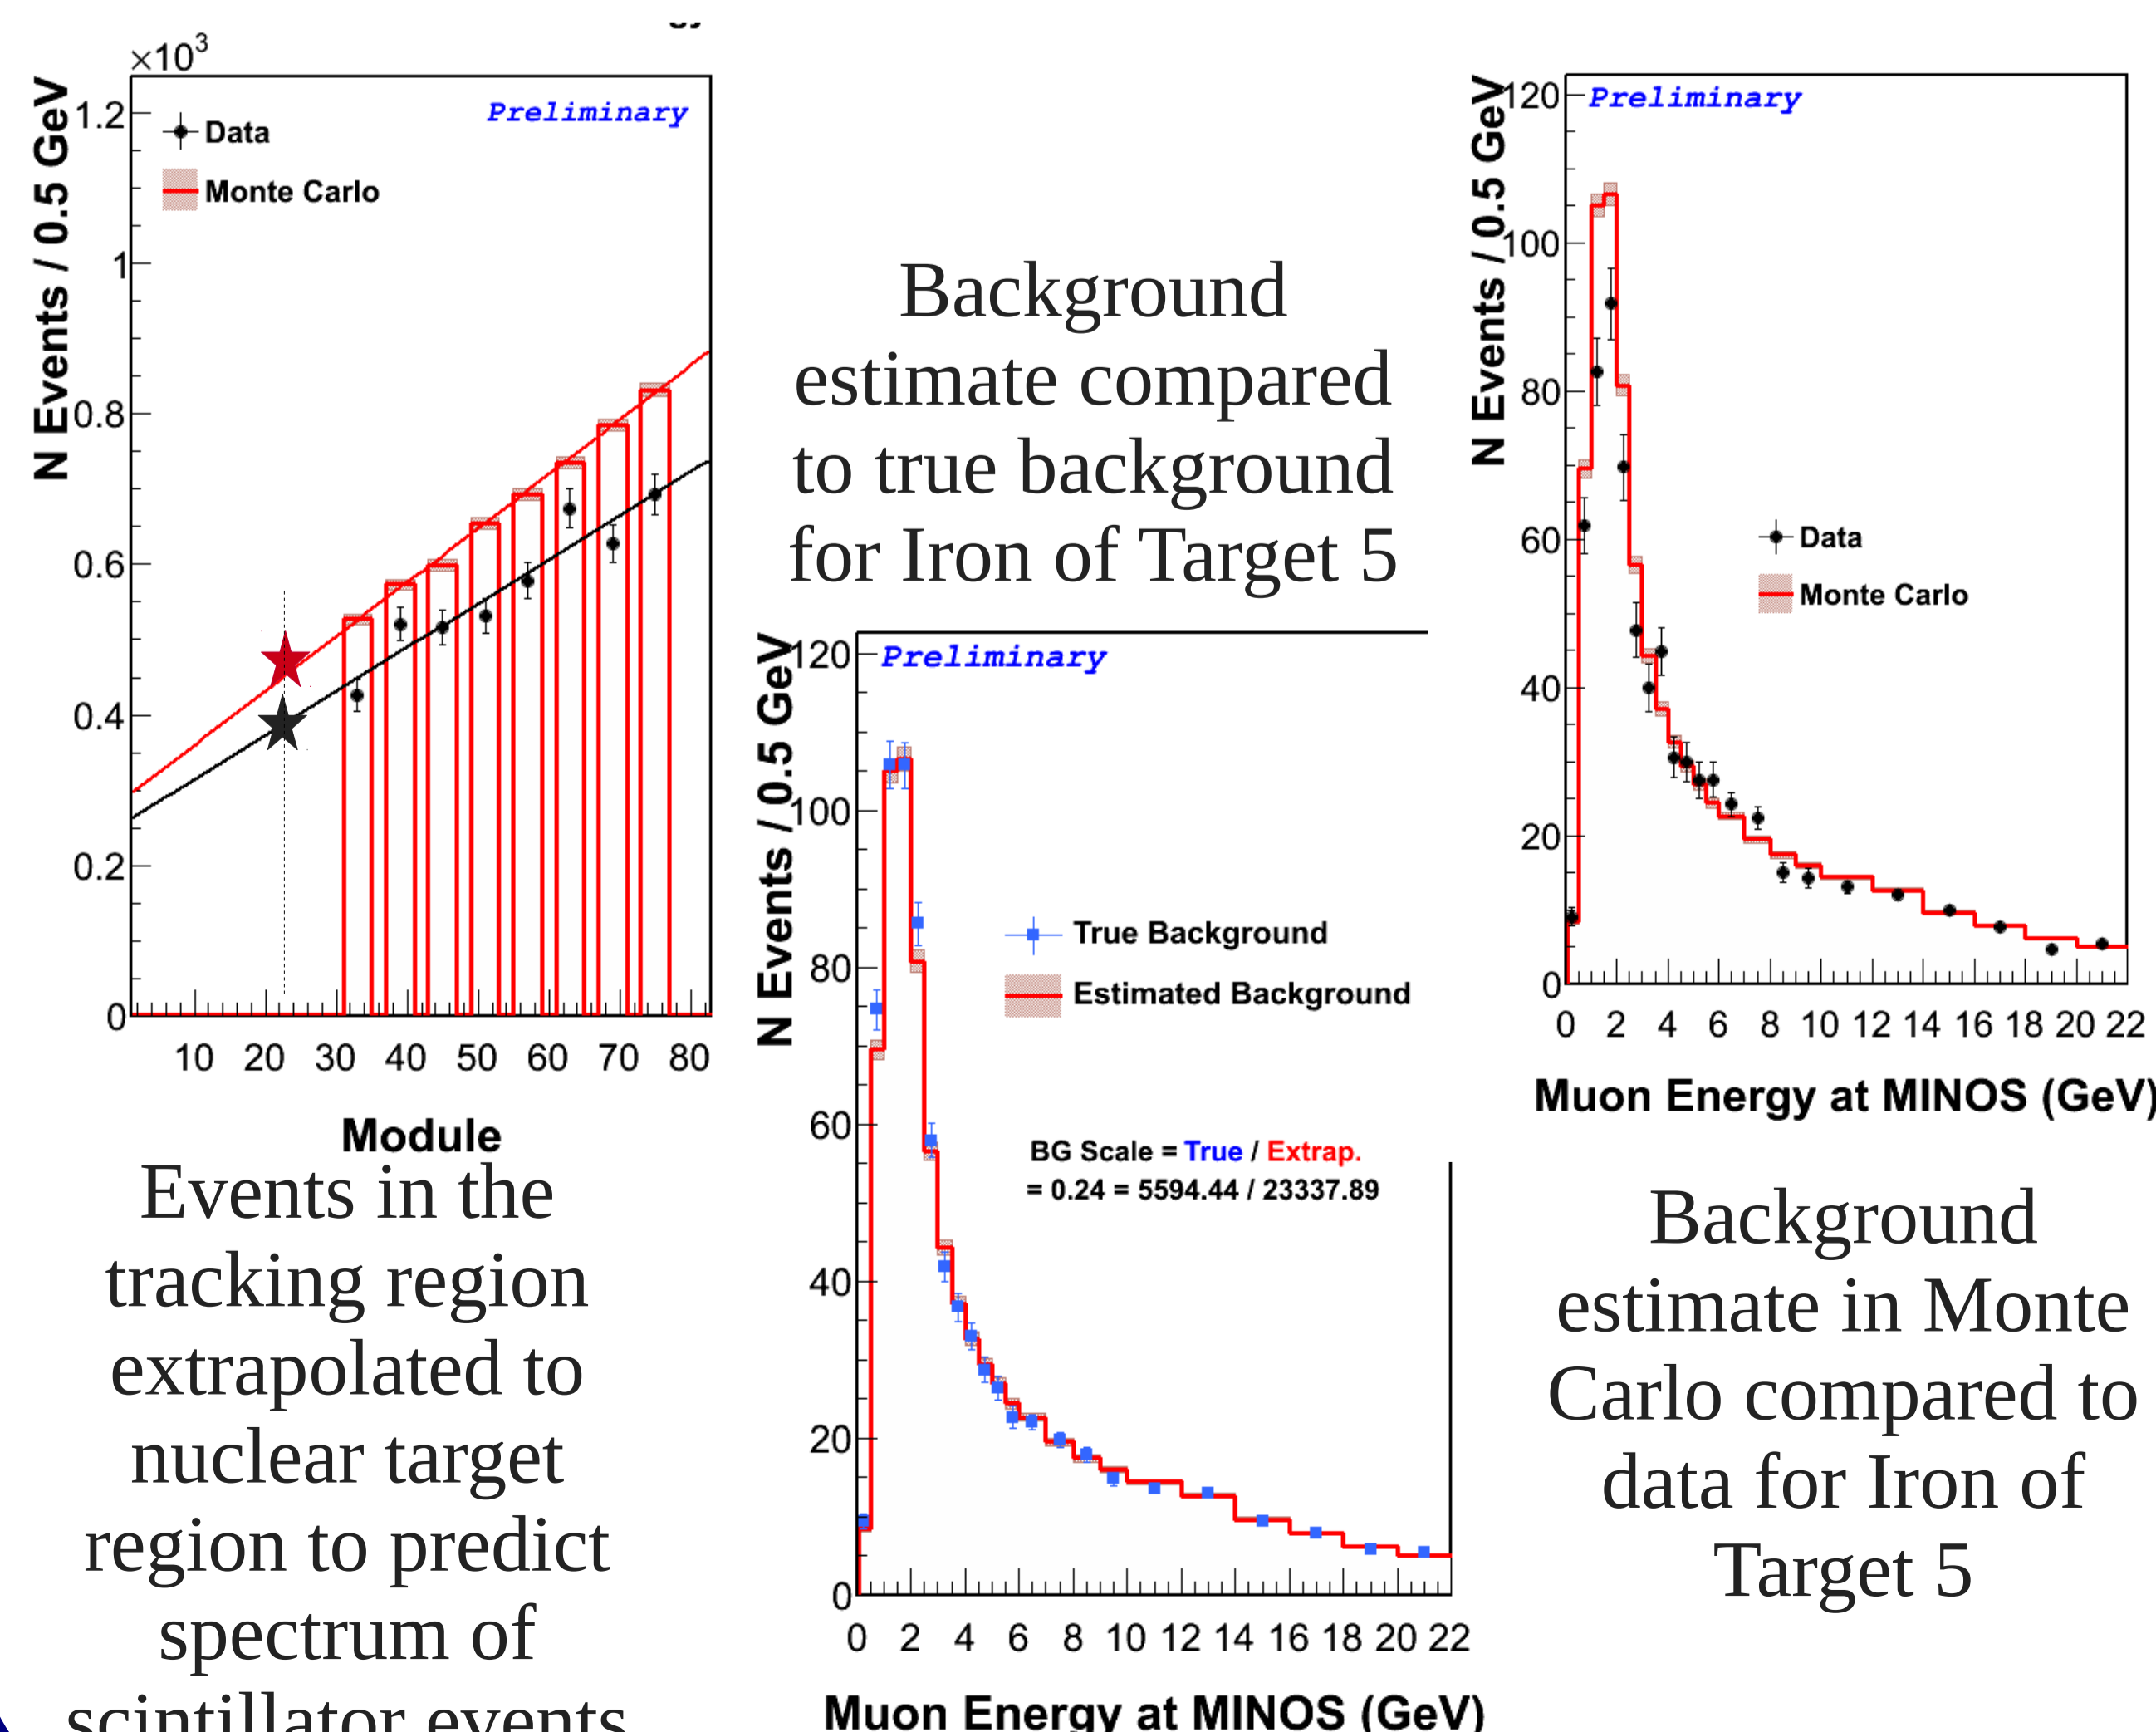 ×10³
N Events / 0.5 GeV
1.2
1
0.8
0.6
0.4
0.2
0
Preliminary
Data
Monte Carlo
10 20 30 40 50 60 70 80
Module
Events in the
tracking region
extrapolated to
nuclear target
region to predict
spectrum of
scintillator events
Background
estimate compared
to true background
for Iron of Target 5
N Events / 0.5 GeV
120
100
80
60
40
20
0
Preliminary
True Background
Estimated Background
BG Scale = True / Extrap.
= 0.24 = 5594.44 / 23337.89
0 2 4 6 8 10 12 14 16 18 20 22
Muon Energy at MINOS (GeV)
N Events / 0.5 GeV
120
100
80
60
40
20
0
Preliminary
Data
Monte Carlo
0 2 4 6 8 10 12 14 16 18 20 22
Muon Energy at MINOS (GeV)
Background
estimate in Monte
Carlo compared to
data for Iron of
Target 5